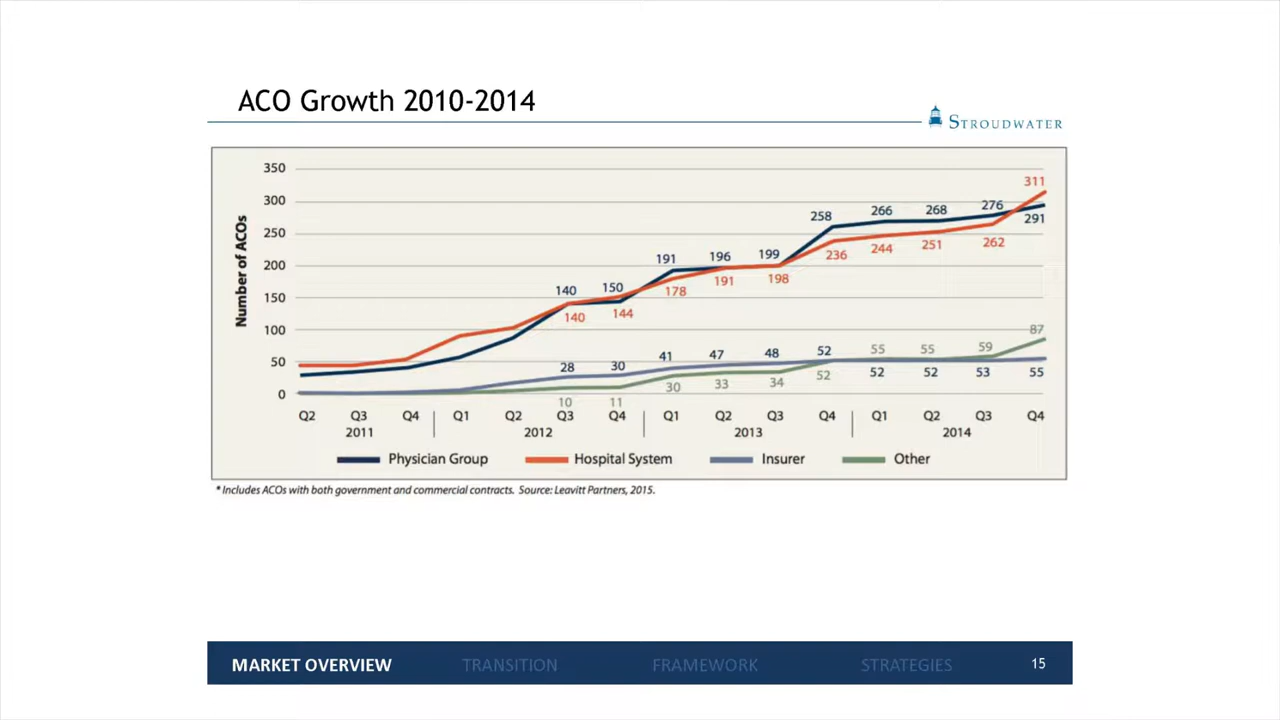 ACO Growth 2010-2014
STROUDWATER
Number of ACOs
350
300
250
200
150
100
50
0
140 150 191 196 199 258 266 268 276 311
140 144 178 191 198 236 244 251 262 291
28 30 41 47 48 52 55 55 59 87
10 11 30 33 34 52 52 52 53 55
Q2 Q3 Q4 Q1 Q2 Q3 Q4 Q1 Q2 Q3 Q4 Q1 Q2 Q3 Q4
2011 2012 2013 2014
Physician Group Hospital System Insurer Other
* Includes ACOs with both government and commercial contracts. Source: Leavitt Partners, 2015.
MARKET OVERVIEW TRANSITION FRAMEWORK STRATEGIES 15